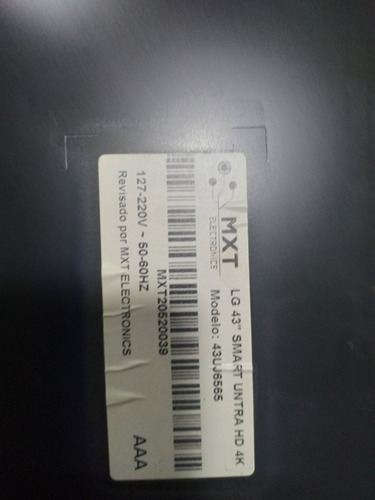 MXT
ELECTRONICS
LG 43" SMART UNTRA HD 4K
Modelo: 43UJ6565
MXT20520039
127-220V ~ 50-60HZ
Revisado por MXT ELECTRONICS
AAA